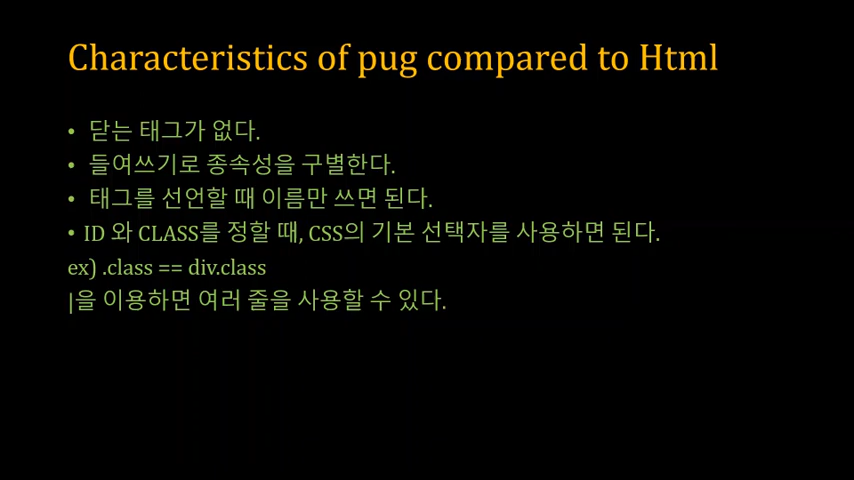 Characteristics of pug compared to Html
• 닫는 태그가 없다.
• 들여쓰기로 종속성을 구별한다.
• 태그를 선언할 때 이름만 쓰면 된다.
• ID 와 CLASS를 정할 때, CSS의 기본 선택자를 사용하면 된다.
ex) .class == div.class
|을 이용하면 여러 줄을 사용할 수 있다.